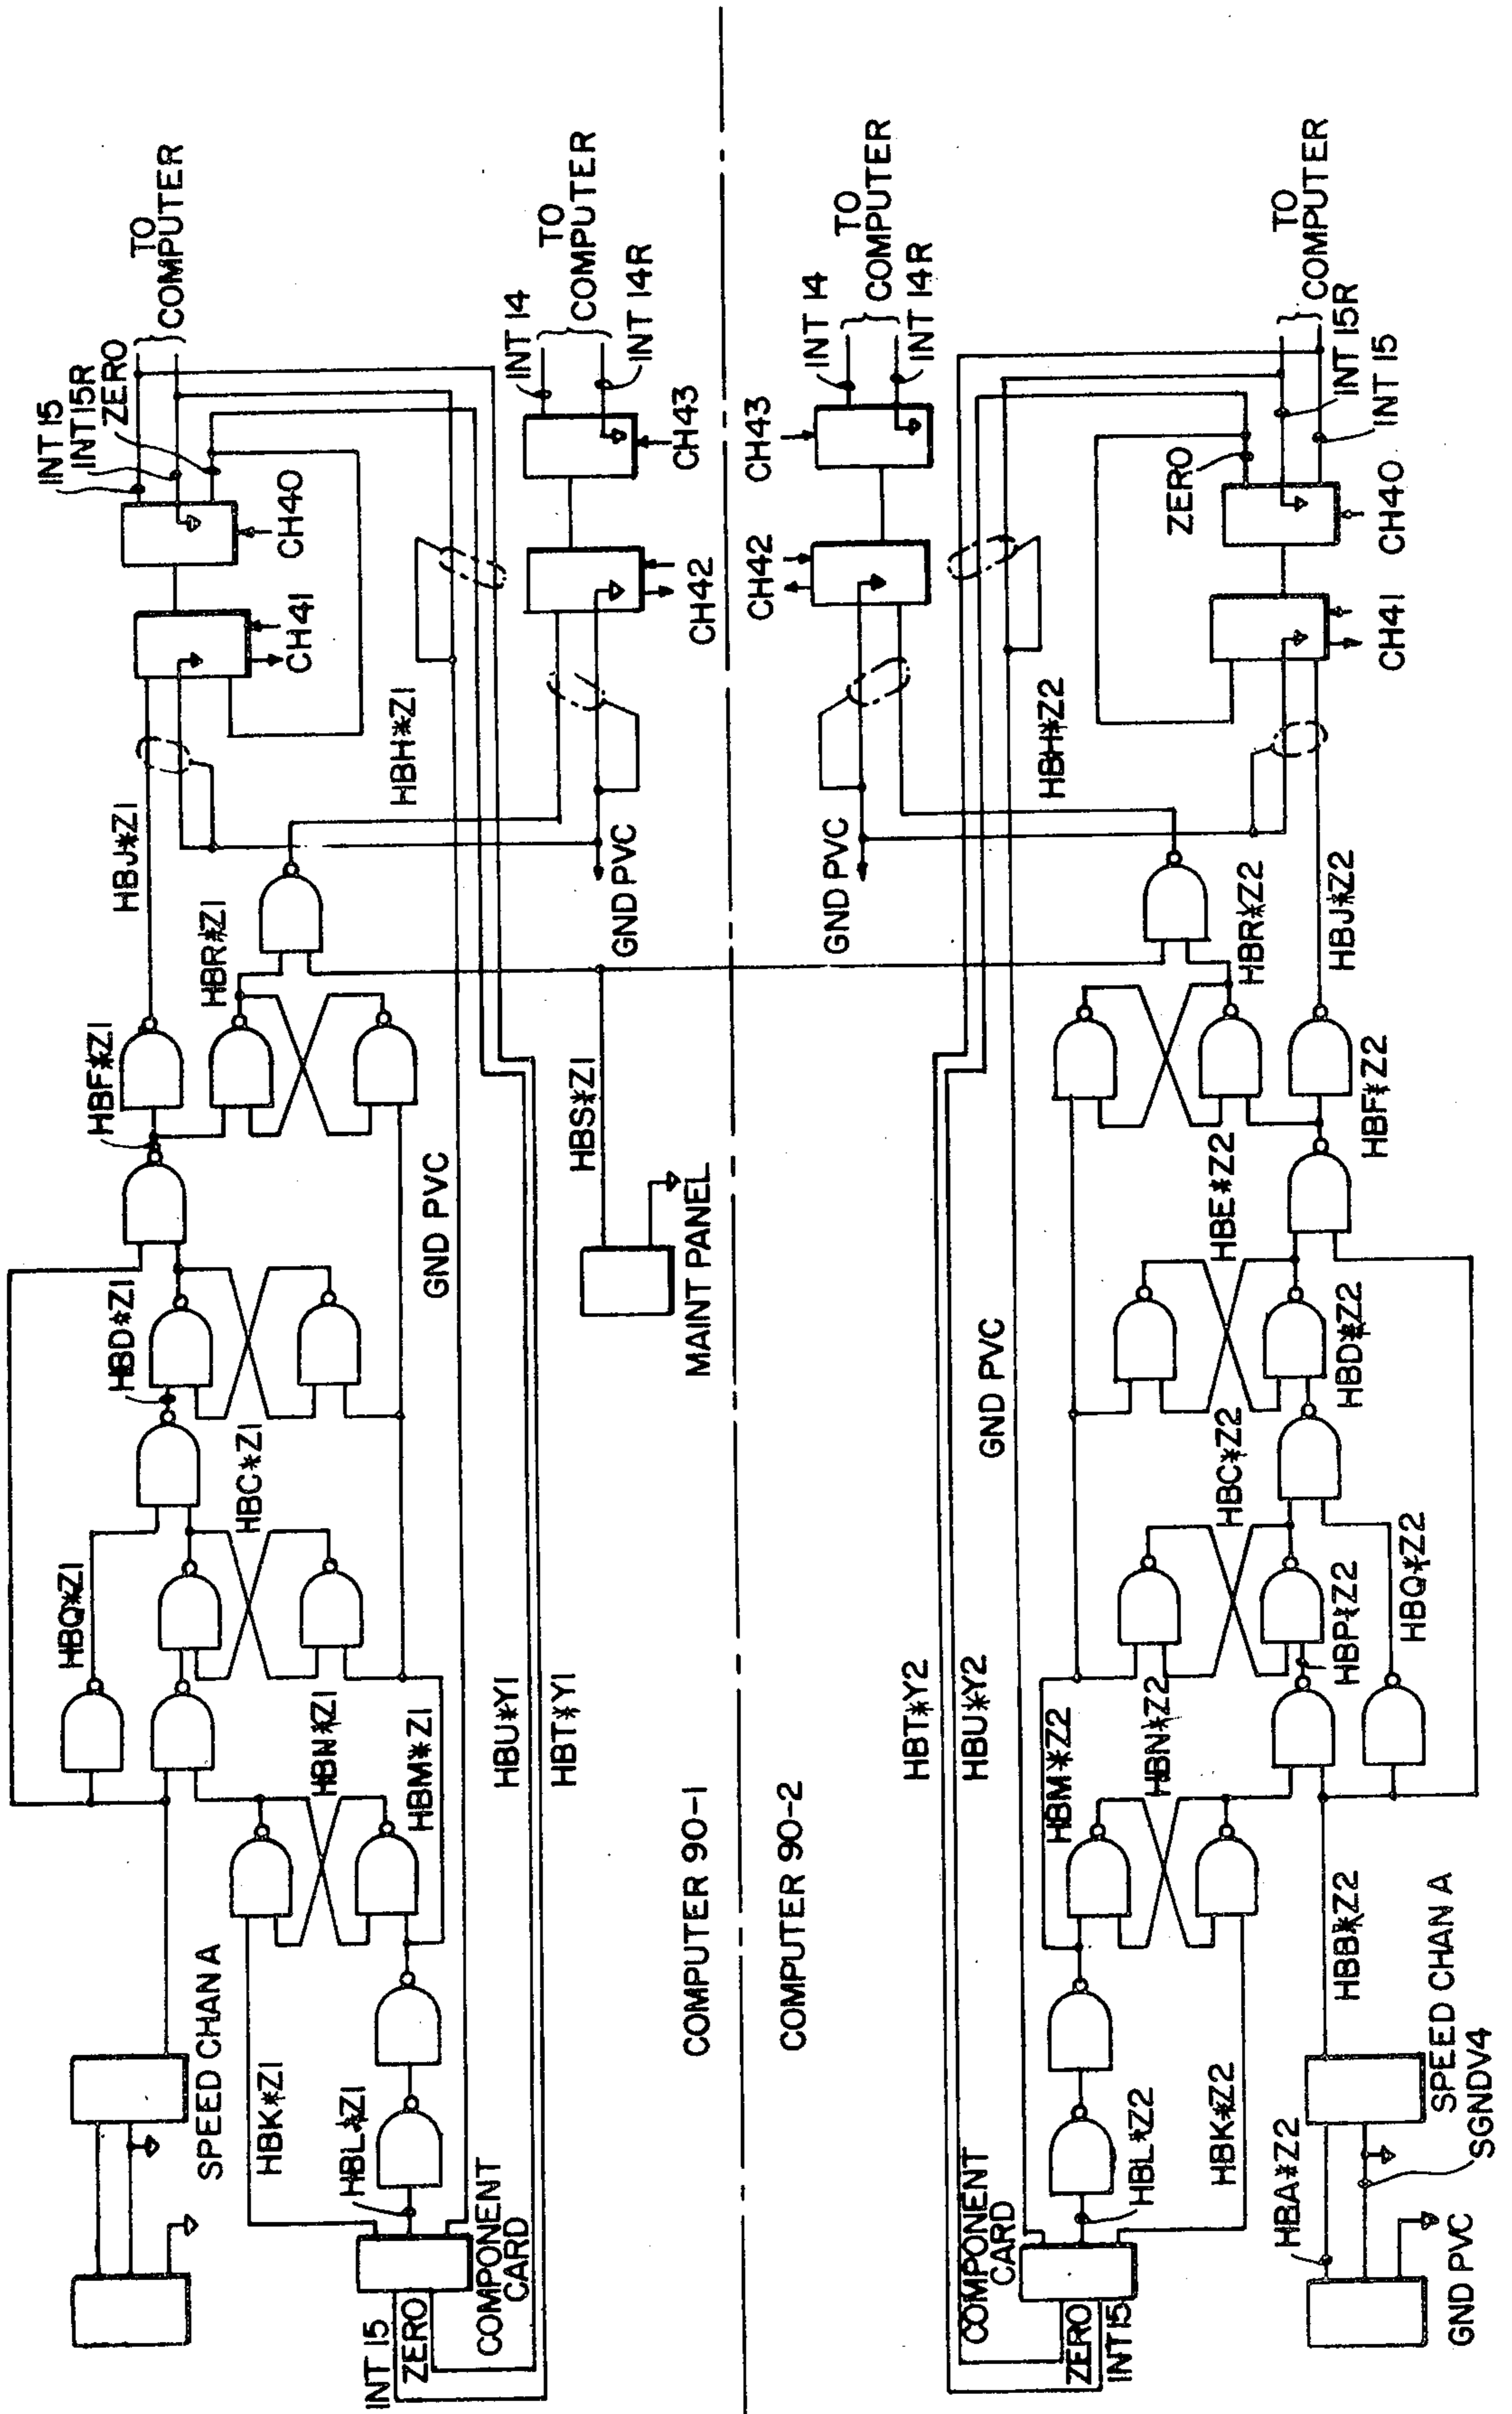 INT 15
INT 15R
ZERO
TO
COMPUTER
CH40
CH41
HBJ*Z1
HBR*Z1
HBF*Z1
HBH*Z1
INT 14
TO
COMPUTER
INT 14R
CH43
CH42
GND PVC
HBD*Z1
HBC*Z1
HBQ*Z1
HBN*Z1
HBM*Z1
GND PVC
HBS*Z1
MAINT PANEL
HBU*Y1
HBT*Y1
SPEED CHAN A
HBK*Z1
HBL*Z1
COMPONENT
CARD
INT 15
ZERO
COMPUTER 90-1
COMPUTER 90-2
INT 14
TO
COMPUTER
INT 14R
CH43
CH42
GND PVC
HBH*Z2
ZERO
TO
COMPUTER
INT 15R
INT 15
CH40
CH41
HBR*Z2
HBJ*Z2
HBF*Z2
HBE*Z2
GND PVC
HBC*Z2
HBD*Z2
HBP*Z2
HBQ*Z2
HBT*Y2
HBU*Y2
HBM*Z2
HBN*Z2
HBB*Z2
SPEED CHAN A
SGNDV4
HBL*Z2
HBK*Z2
HBA*Z2
COMPONENT
CARD
ZERO
INT 15
GND PVC